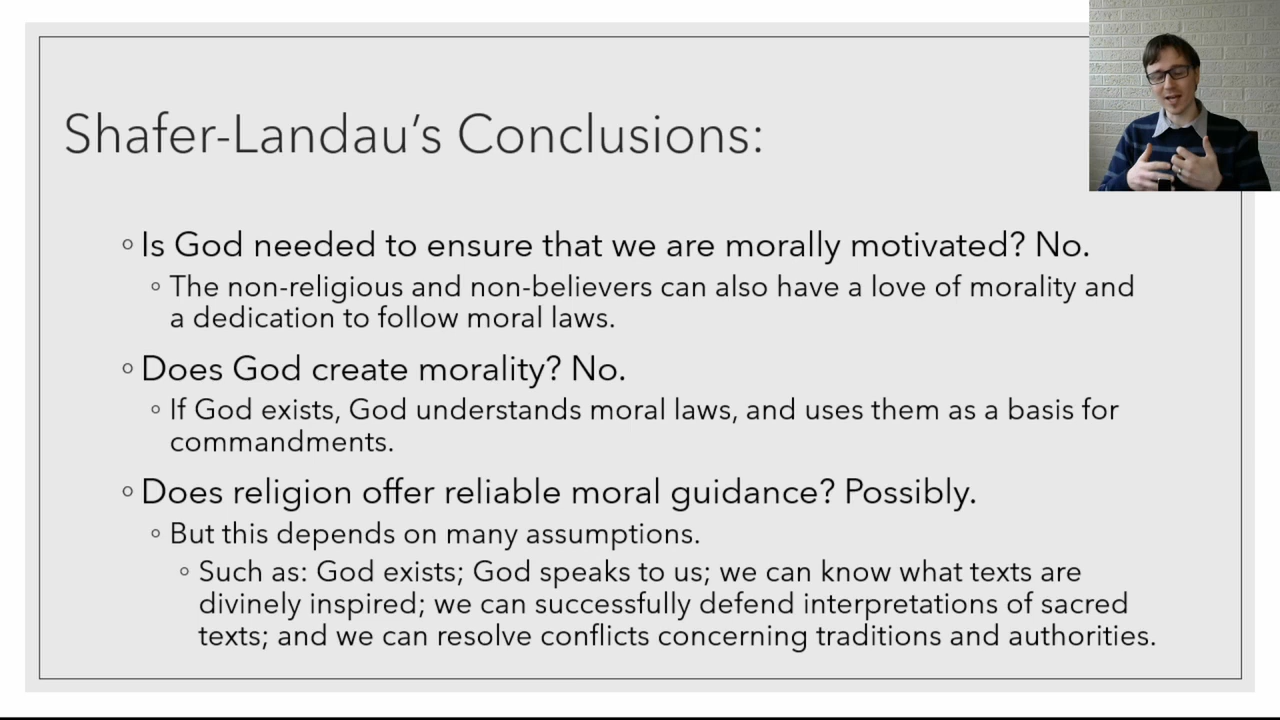 Shafer-Landau’s Conclusions:
◦ Is God needed to ensure that we are morally motivated? No.
◦ The non-religious and non-believers can also have a love of morality and
a dedication to follow moral laws.
◦ Does God create morality? No.
◦ If God exists, God understands moral laws, and uses them as a basis for
commandments.
◦ Does religion offer reliable moral guidance? Possibly.
◦ But this depends on many assumptions.
◦ Such as: God exists; God speaks to us; we can know what texts are
divinely inspired; we can successfully defend interpretations of sacred
texts; and we can resolve conflicts concerning traditions and authorities.